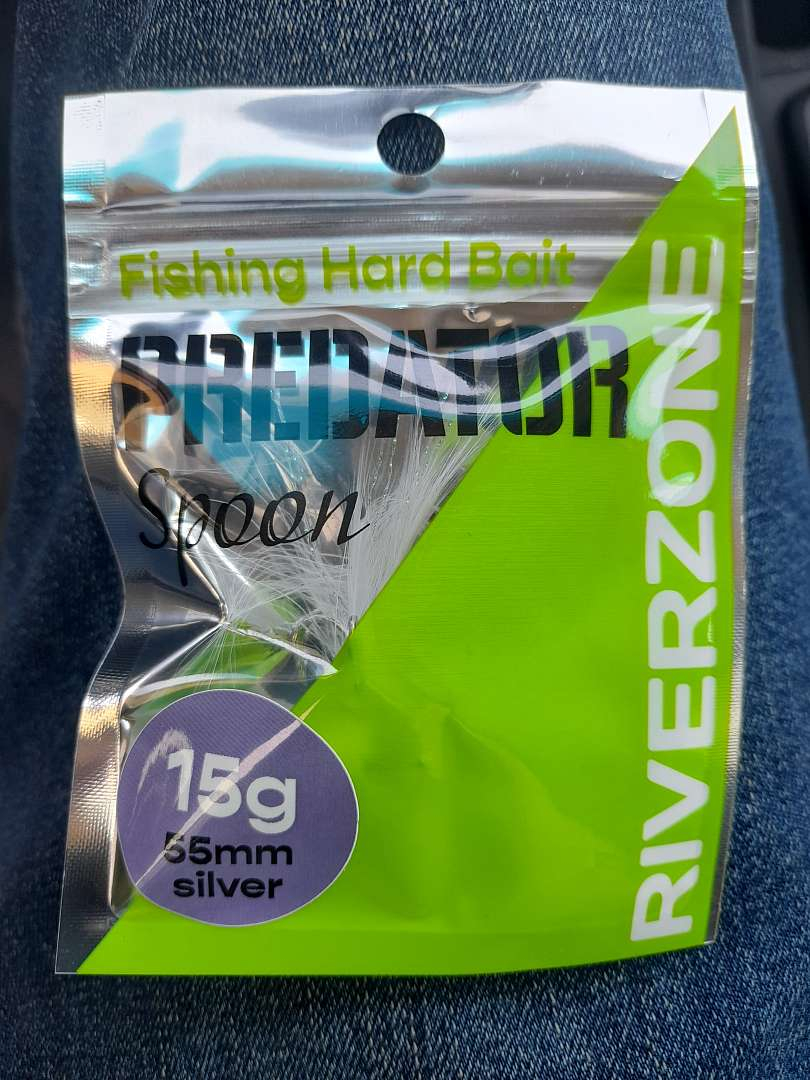 Fishing Hard Bait
PREDATOR
Spoon
RIVERZONE
15g
55mm
silver